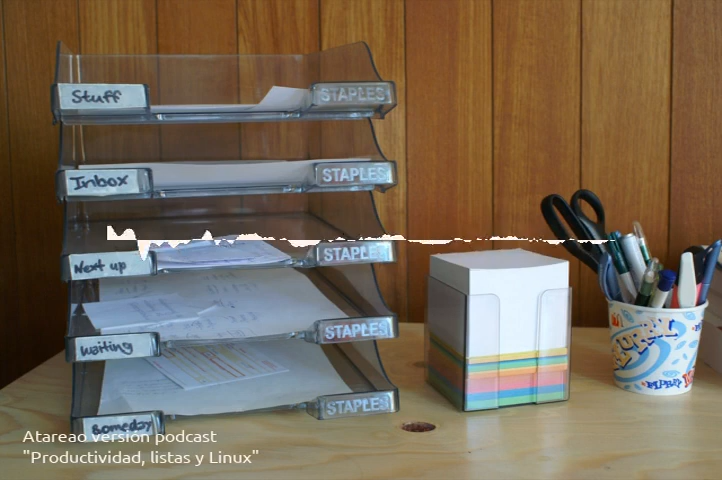 Stuff
STAPLES
Inbox
STAPLES
Next up
STAPLES
Waiting
STAPLES
Someday
STAPLES
Atareao versión podcast
"Productividad, listas y Linux"